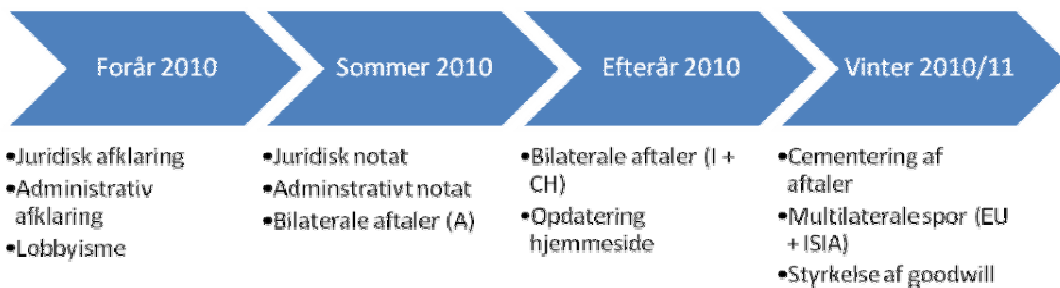 Forår 2010
•Juridisk afklaring
•Administrativ
afklaring
•Lobbyisme
Sommer 2010
•Juridisk notat
•Adminstrativt notat
•Bilaterale aftaler (A)
Efterår 2010
•Bilaterale aftaler (I +
CH)
•Opdatering
hjemmeside
Vinter 2010/11
•Cementering af
aftaler
•Multilaterale spor (EU
+ ISIA)
•Styrkelse af goodwill